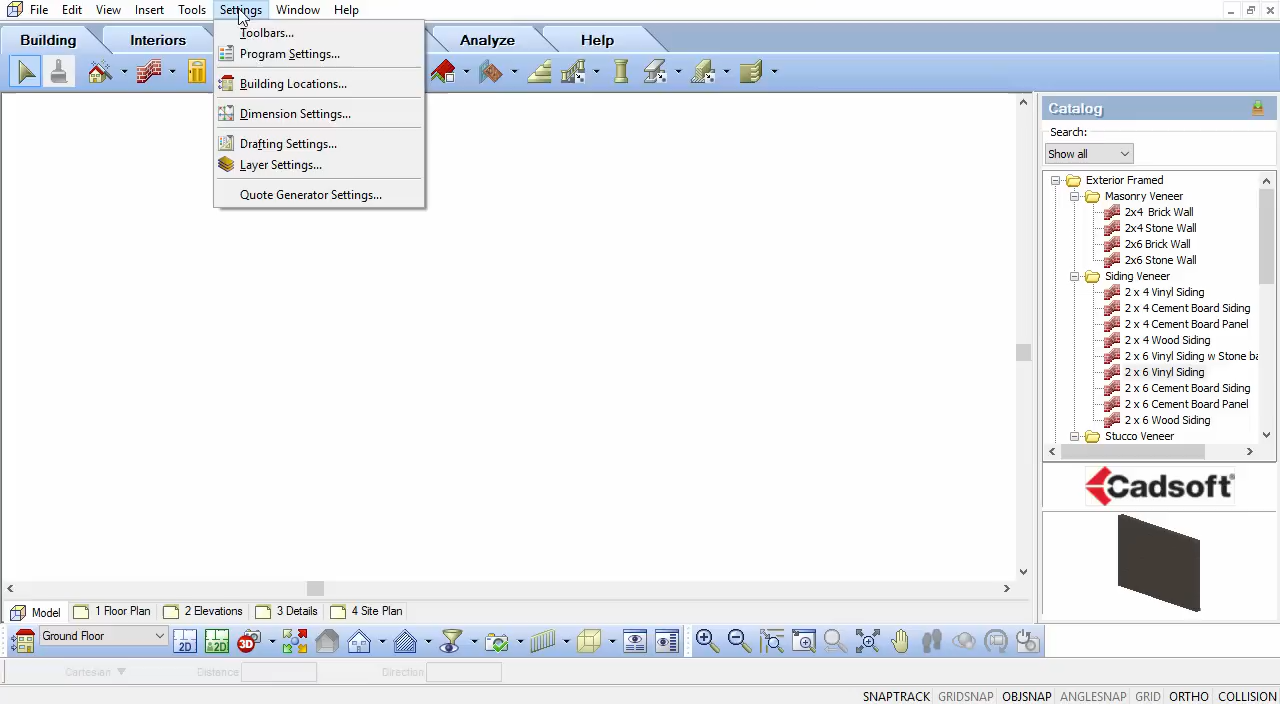 File Edit View Insert Tools Settings Window Help
Building Interiors Analyze Help
Toolbars...
Program Settings...
Building Locations...
Dimension Settings...
Drafting Settings...
Layer Settings...
Quote Generator Settings...
Catalog
Search:
Show all
Exterior Framed
Masonry Veneer
2x4 Brick Wall
2x4 Stone Wall
2x6 Brick Wall
2x6 Stone Wall
Siding Veneer
2 x 4 Vinyl Siding
2 x 4 Cement Board Siding
2 x 4 Cement Board Panel
2 x 4 Wood Siding
2 x 6 Vinyl Siding w Stone ba
2 x 6 Vinyl Siding
2 x 6 Cement Board Siding
2 x 6 Cement Board Panel
2 x 6 Wood Siding
Stucco Veneer
Cadsoft
Model 1 Floor Plan 2 Elevations 3 Details 4 Site Plan
Ground Floor 2D 2D 3D
Cartesian Distance Direction
SNAPTRACK GRIDSNAP OBJSNAP ANGLESNAP GRID ORTHO COLLISION